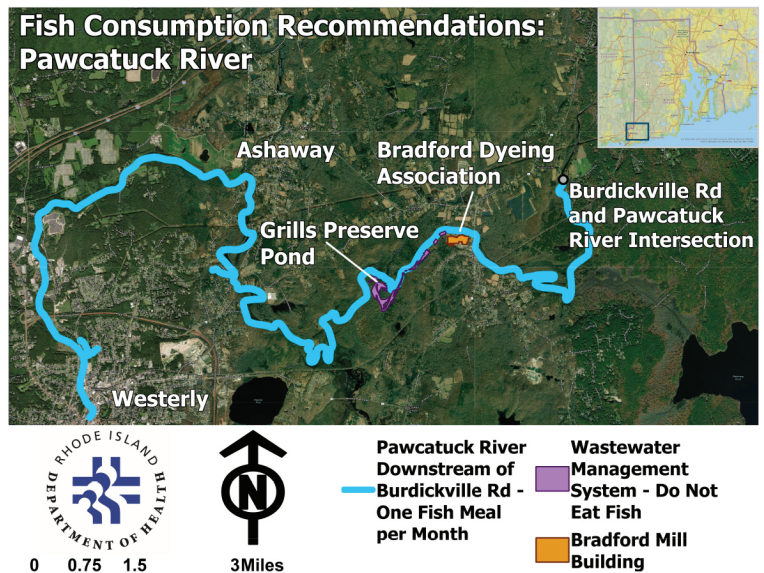 Fish Consumption Recommendations:
Pawcatuck River
Ashaway
Bradford Dyeing
Association
Burdickville Rd
and Pawcatuck
River Intersection
Grills Preserve
Pond
Westerly
RHODE ISLAND
DEPARTMENT OF HEALTH
N
0 0.75 1.5 3Miles
Pawcatuck River
Downstream of
Burdickville Rd -
One Fish Meal
per Month
Wastewater
Management
System - Do Not
Eat Fish
Bradford Mill
Building